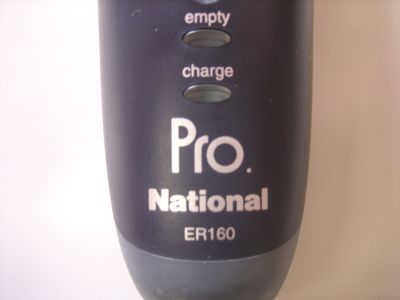 empty
charge
Pro.
National
ER160